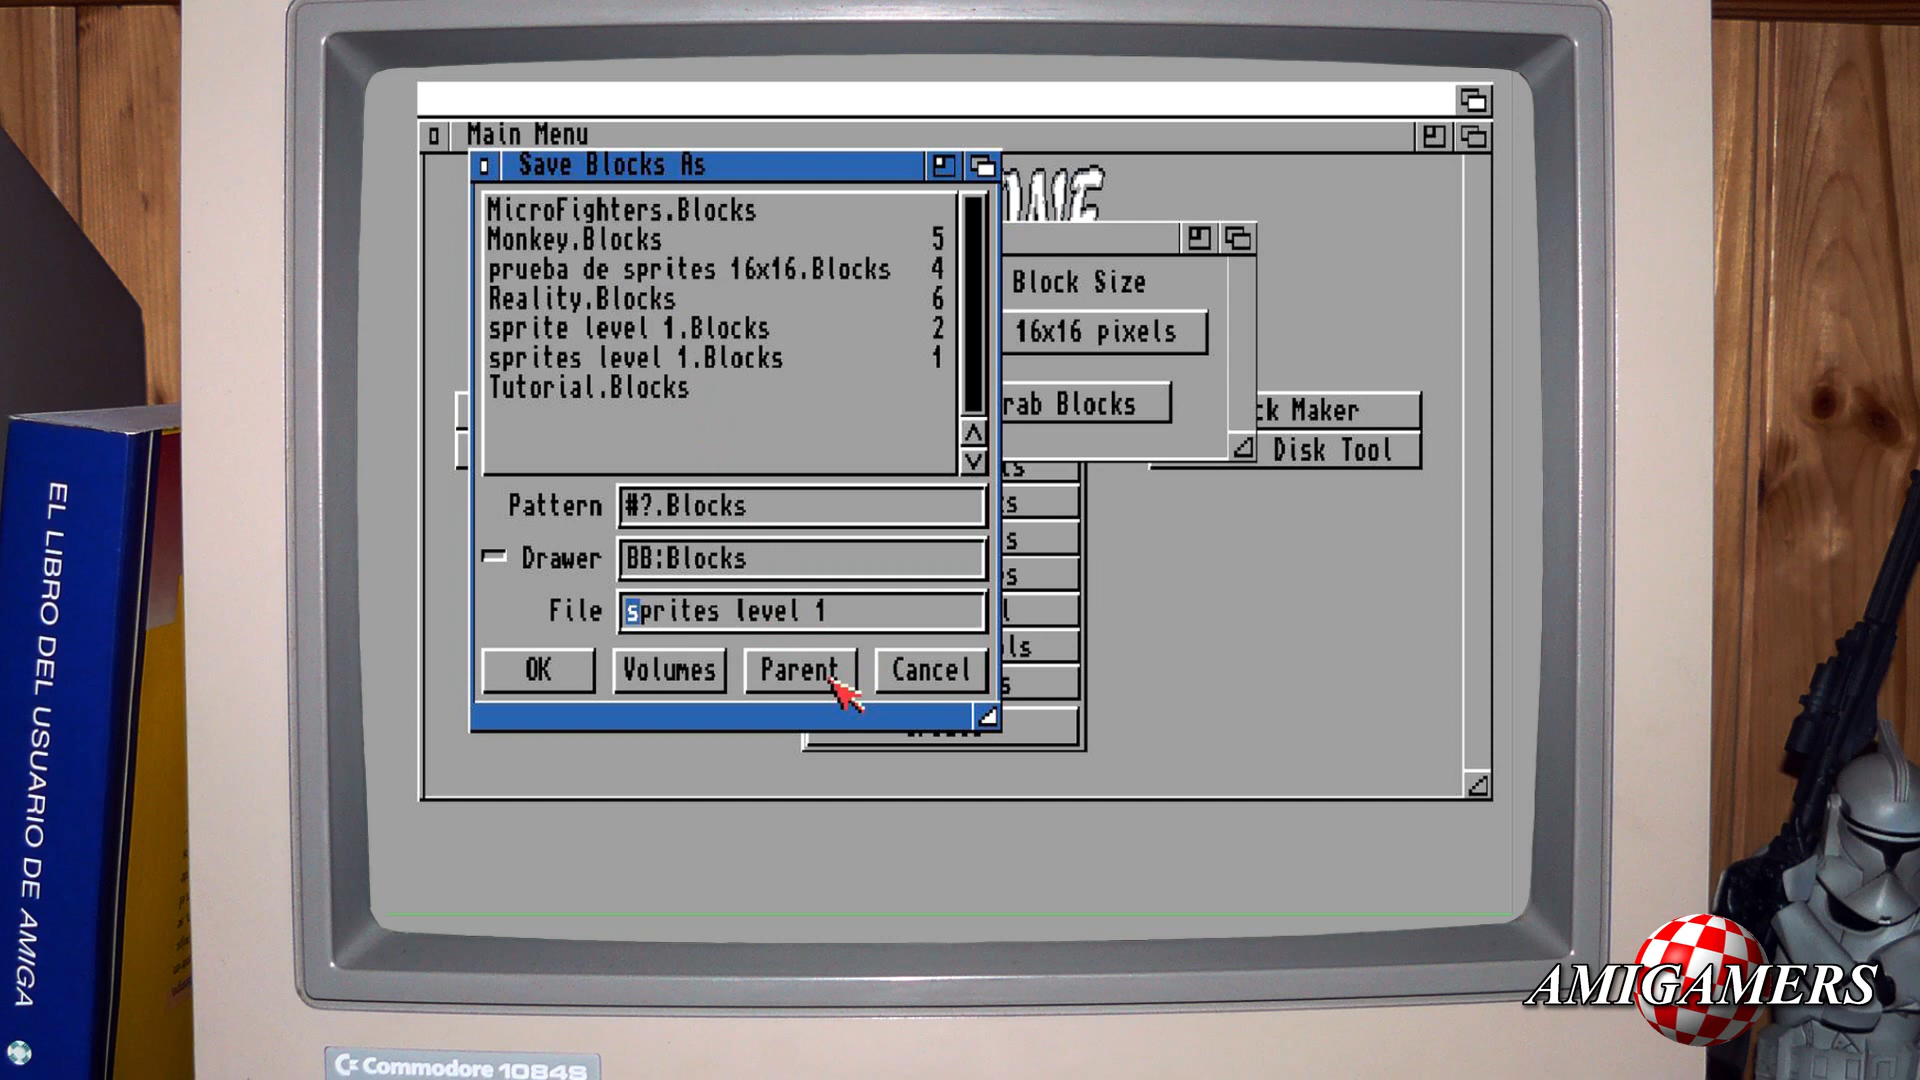 Main Menu
Save Blocks As
MicroFighters.Blocks
Monkey.Blocks 5
prueba de sprites 16x16.Blocks 4
Reality.Blocks 6
sprite level 1.Blocks 2
sprites level 1.Blocks 1
Tutorial.Blocks
Pattern #?.Blocks
Drawer BB:Blocks
File sprites level 1
OK Volumes Parent Cancel
Block Size
16x16 pixels
rab Blocks
ck Maker
Disk Tool
EL LIBRO DEL USUARIO DE AMIGA
Commodore 1084S
AMIGAMERS